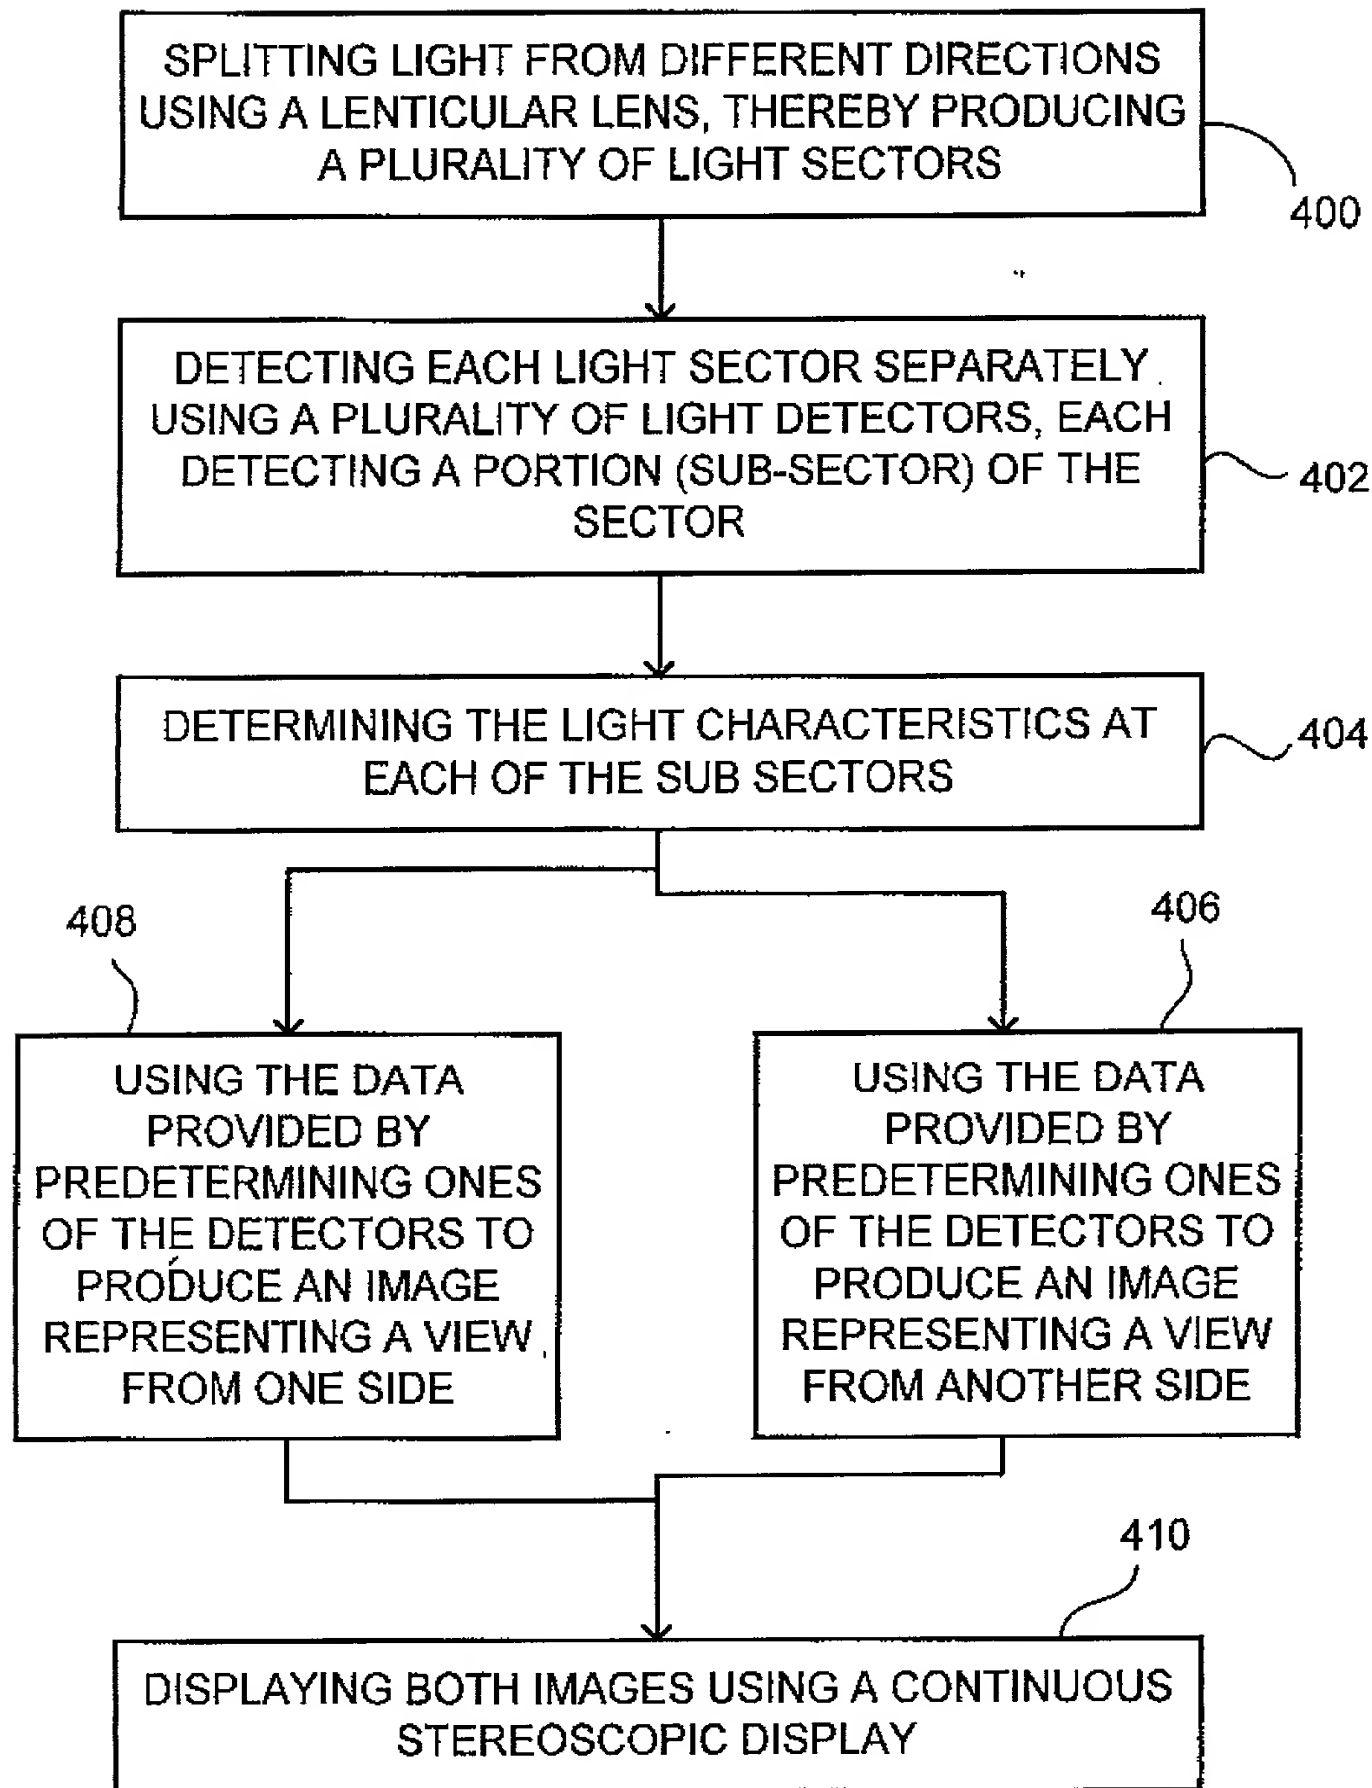 SPLITTING LIGHT FROM DIFFERENT DIRECTIONS
USING A LENTICULAR LENS, THEREBY PRODUCING
A PLURALITY OF LIGHT SECTORS
400
DETECTING EACH LIGHT SECTOR SEPARATELY
USING A PLURALITY OF LIGHT DETECTORS, EACH
DETECTING A PORTION (SUB-SECTOR) OF THE
SECTOR
402
DETERMINING THE LIGHT CHARACTERISTICS AT
EACH OF THE SUB SECTORS
404
408
USING THE DATA
PROVIDED BY
PREDETERMINING ONES
OF THE DETECTORS TO
PRODUCE AN IMAGE
REPRESENTING A VIEW
FROM ONE SIDE
406
USING THE DATA
PROVIDED BY
PREDETERMINING ONES
OF THE DETECTORS TO
PRODUCE AN IMAGE
REPRESENTING A VIEW
FROM ANOTHER SIDE
410
DISPLAYING BOTH IMAGES USING A CONTINUOUS
STEREOSCOPIC DISPLAY